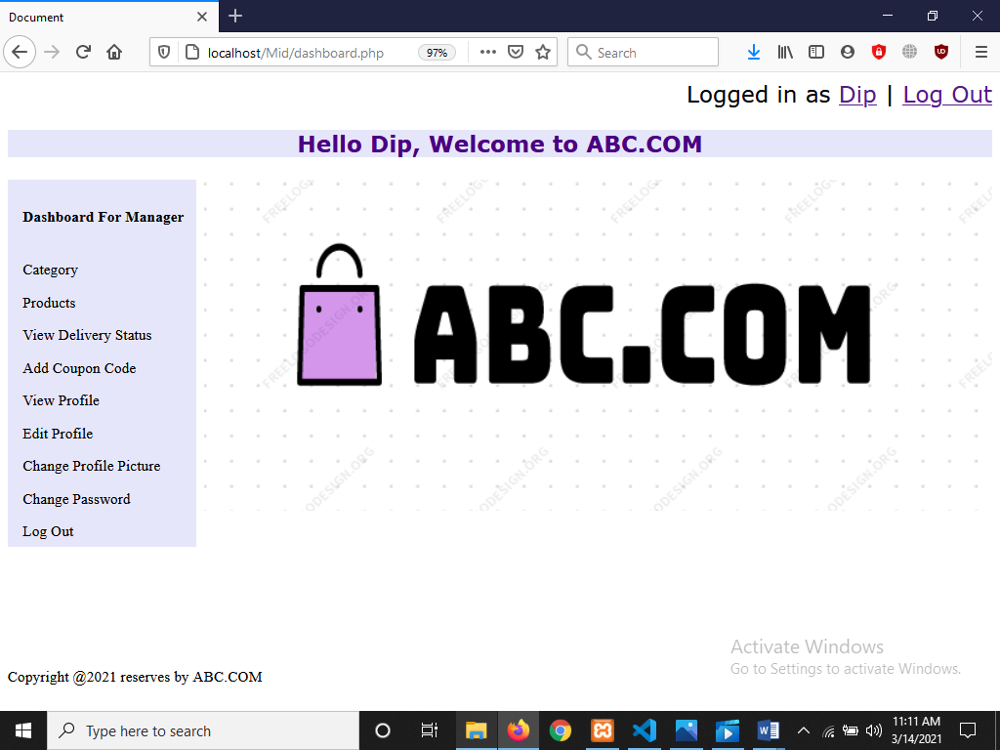 Document
localhost/Mid/dashboard.php
97%
Search
Logged in as Dip | Log Out
Hello Dip, Welcome to ABC.COM
Dashboard For Manager
Category
Products
View Delivery Status
Add Coupon Code
View Profile
Edit Profile
Change Profile Picture
Change Password
Log Out
ABC.COM
Activate Windows
Go to Settings to activate Windows.
Copyright @2021 reserves by ABC.COM
Type here to search
11:11 AM
3/14/2021